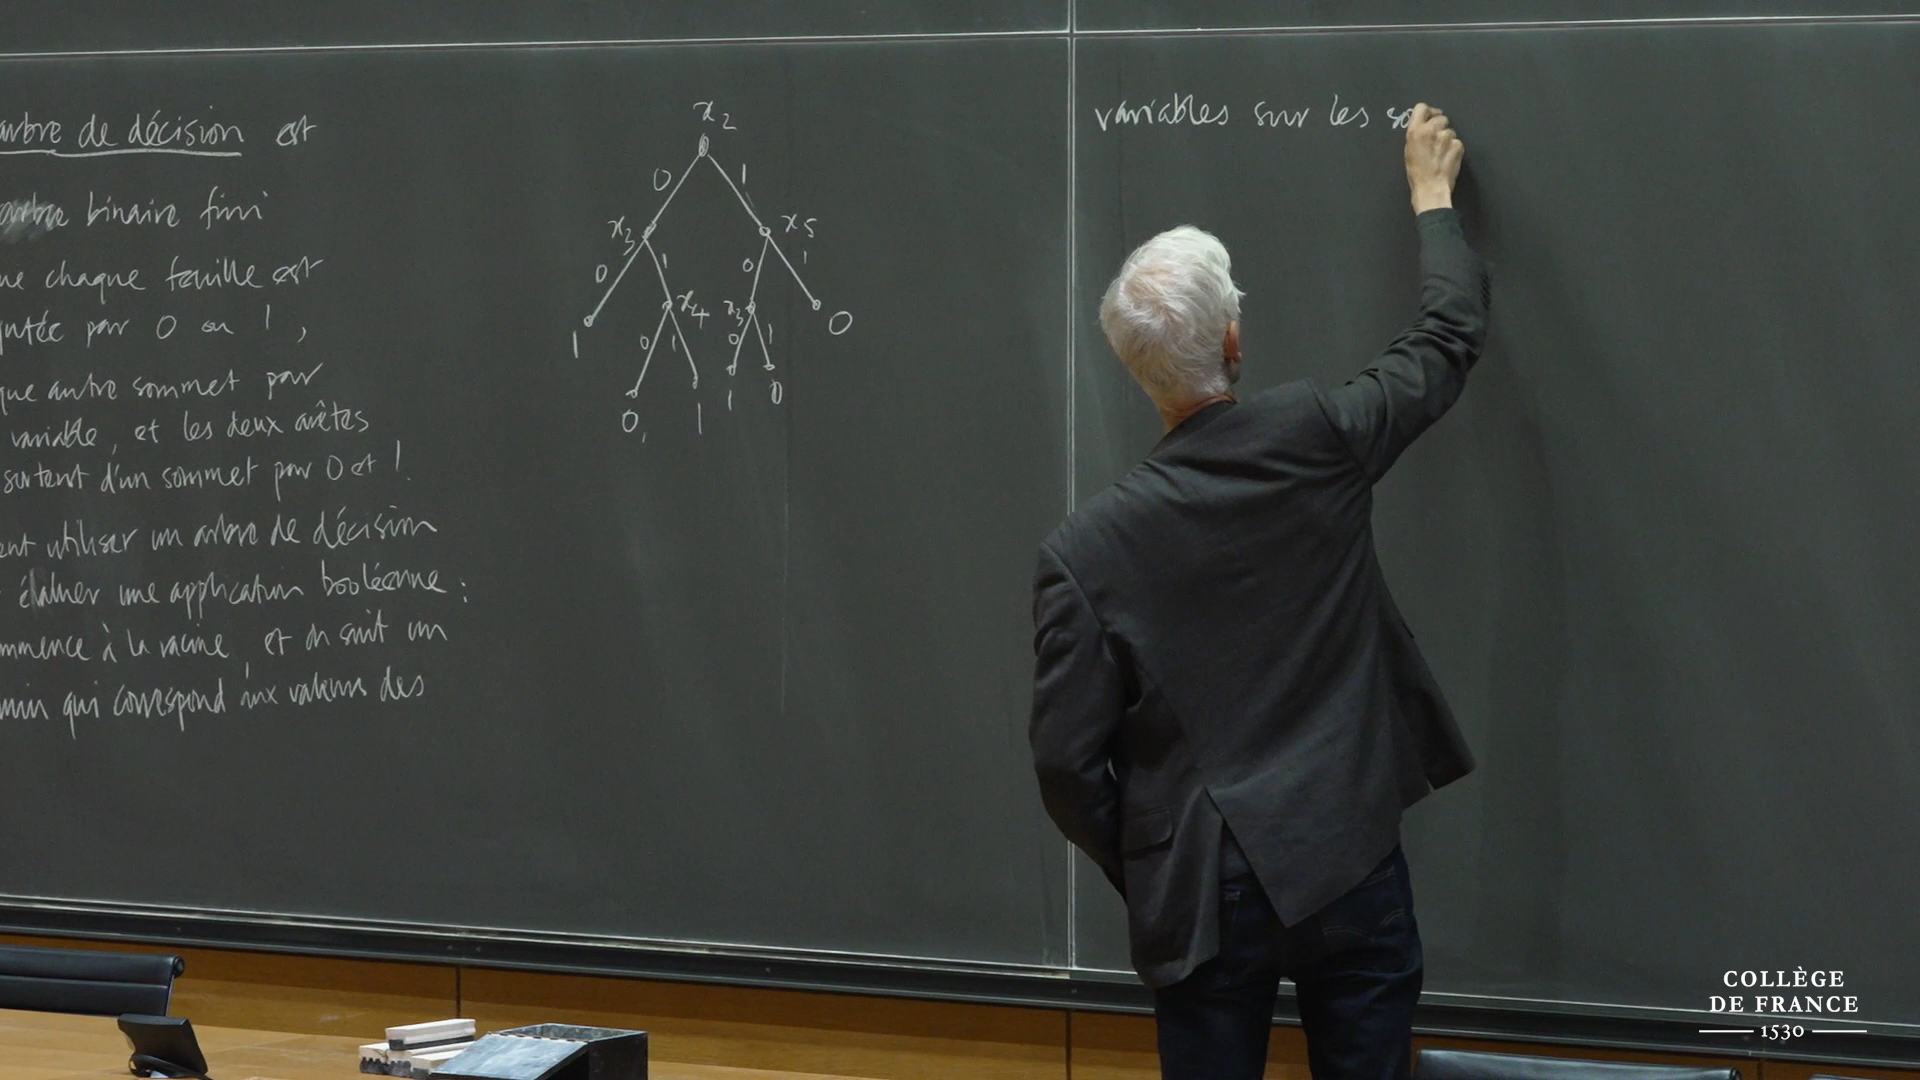 arbre de décision est
arbre binaire fini
chaque feuille est
par 0 ou 1,
autre sommet par
variable, et les deux arêtes
sortent d'un sommet par 0 et 1.
utiliser un arbre de décision
évaluer une application booléenne :
à la racine, et on suit un
qui correspond aux valeurs des
x2
0 1
x3 x5
0 1 0 1
1 x4 x3 0
0 1 0 1
0, 1 1 0
variables sur les so
COLLÈGE
DE FRANCE
1530